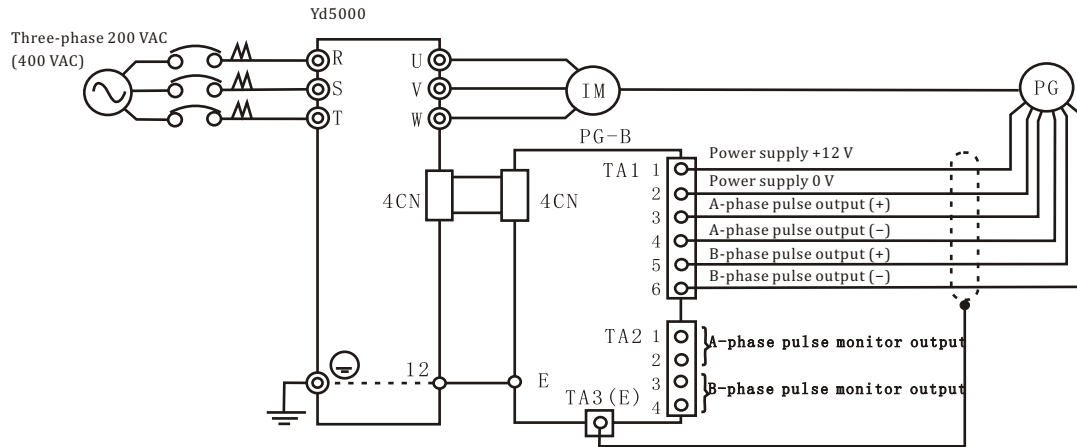 Yd5000
Three-phase 200 VAC
(400 VAC)
R
S
T
U
V
W
IM
PG
PG-B
TA1
1
2
3
4
5
6
Power supply +12 V
Power supply 0 V
A-phase pulse output (+)
A-phase pulse output (−)
B-phase pulse output (+)
B-phase pulse output (−)
4CN
4CN
TA2
1
2
3
4
A-phase pulse monitor output
B-phase pulse monitor output
12
E
TA3(E)